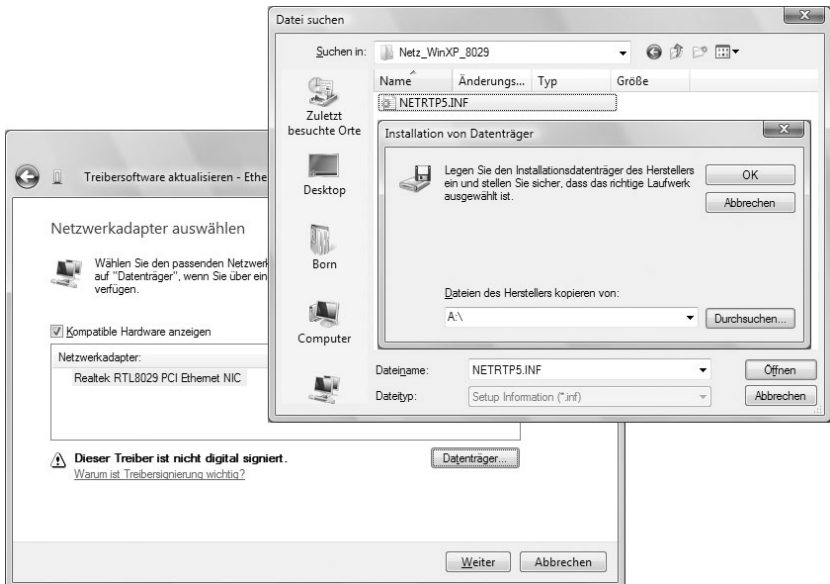 Datei suchen
Suchen in:
Netz_WinXP_8029
Name
Änderungs...
Typ
Größe
NETRTP5.INF
Zuletzt
besuchte Orte
Desktop
Born
Computer
Installation von Datenträger
Legen Sie den Installationsdatenträger des Herstellers
ein und stellen Sie sicher, dass das richtige Laufwerk
ausgewählt ist.
OK
Abbrechen
Dateien des Herstellers kopieren von:
A:\
Durchsuchen...
Dateiname:
NETRTP5.INF
Öffnen
Dateityp:
Setup Information (*.inf)
Abbrechen
Treibersoftware aktualisieren - Ethe
Netzwerkadapter auswählen
Wählen Sie den passenden Netzwerk
auf "Datenträger", wenn Sie über ein
verfügen.
Kompatible Hardware anzeigen
Netzwerkadapter:
Realtek RTL8029 PCI Ethernet NIC
Dieser Treiber ist nicht digital signiert.
Warum ist Treibersignierung wichtig?
Datenträger...
Weiter
Abbrechen